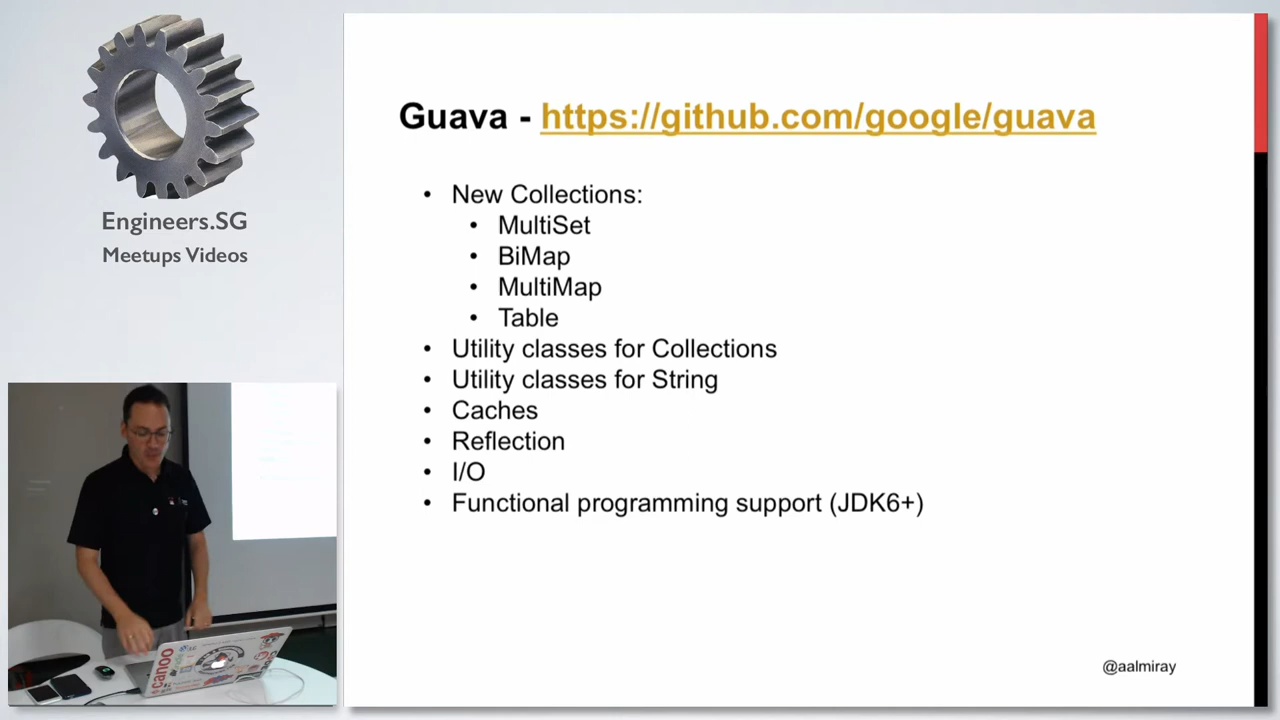 Engineers.SG
Meetups Videos
Guava - https://github.com/google/guava
• New Collections:
• MultiSet
• BiMap
• MultiMap
• Table
• Utility classes for Collections
• Utility classes for String
• Caches
• Reflection
• I/O
• Functional programming support (JDK6+)
@aalmiray
canoo